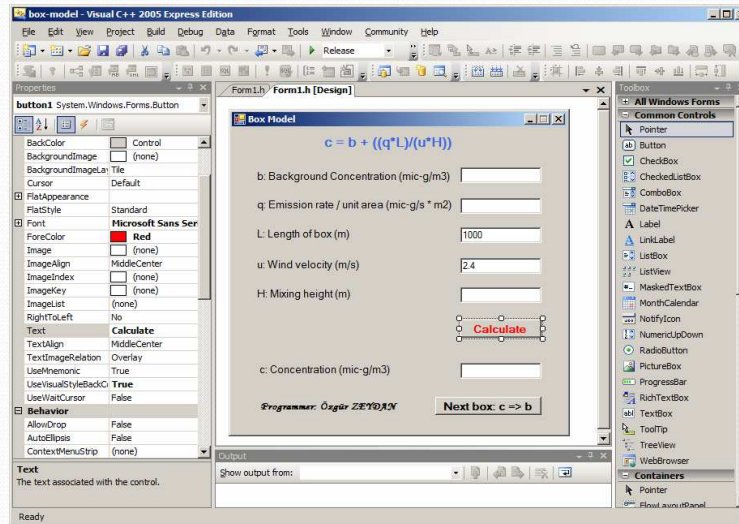 box-model - Visual C++ 2005 Express Edition
File Edit View Project Build Debug Data Format Tools Window Community Help
Release
Properties
button1 System.Windows.Forms.Button
BackColor Control
BackgroundImage (none)
BackgroundImageLay Tile
Cursor Default
FlatAppearance
FlatStyle Standard
Font Microsoft Sans Ser
ForeColor Red
Image (none)
ImageAlign MiddleCenter
ImageIndex (none)
ImageKey (none)
ImageList (none)
RightToLeft No
Text Calculate
TextAlign MiddleCenter
TextImageRelation Overlay
UseMnemonic True
UseVisualStyleBackC True
UseWaitCursor False
Behavior
AllowDrop False
AutoEllipsis False
ContextMenuStrip (none)
Text
The text associated with the control.
Form1.h Form1.h [Design]
Box Model
c = b + ((q*L)/(u*H))
b: Background Concentration (mic-g/m3)
q: Emission rate / unit area (mic-g/s * m2)
L: Length of box (m) 1000
u: Wind velocity (m/s) 2.4
H: Mixing height (m)
Calculate
c: Concentration (mic-g/m3)
Programmer: Özgür ZEYDAN Next box: c => b
Output
Show output from:
Toolbox
All Windows Forms
Common Controls
Pointer
ab Button
CheckBox
CheckedListBox
ComboBox
DateTimePicker
A Label
A LinkLabel
ListBox
ListView
MaskedTextBox
MonthCalendar
NotifyIcon
NumericUpDown
RadioButton
PictureBox
ProgressBar
RichTextBox
abl TextBox
ToolTip
TreeView
WebBrowser
Containers
Pointer
FlowLayoutPanel
Ready